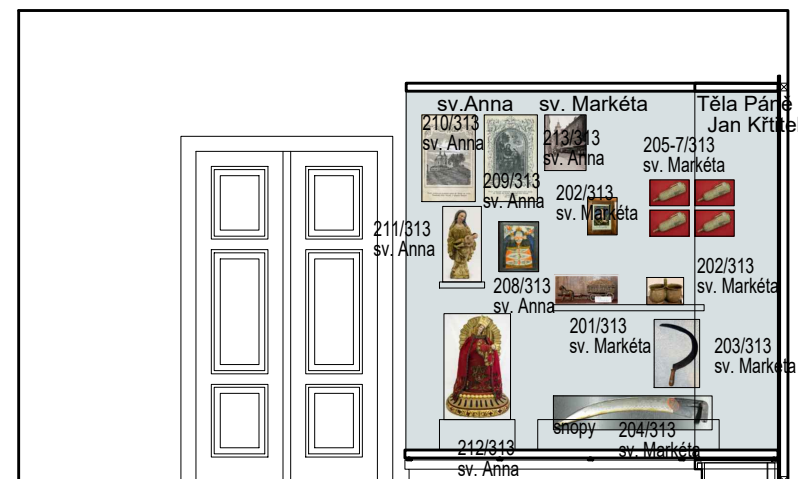 sv.Anna sv. Markéta Těla Páně
Jan Křtitel
210/313
sv. Anna
213/313
sv. Anna
205-7/313
sv. Markéta
209/313
sv. Anna
202/313
sv. Markéta
211/313
sv. Anna
208/313
sv. Anna
202/313
sv. Markéta
201/313
sv. Markéta
203/313
sv. Markéta
snopy
204/313
sv. Markéta
212/313
sv. Anna